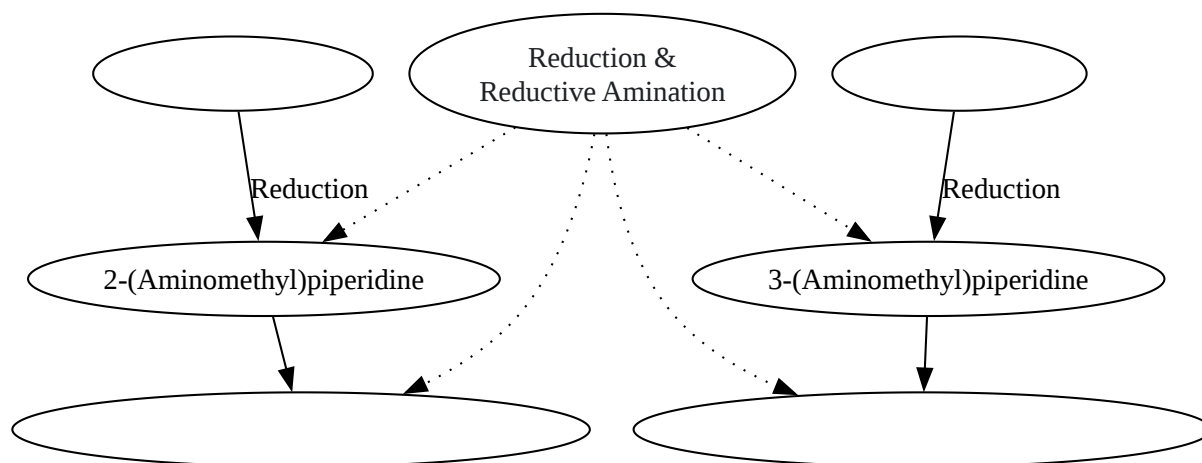 Reduction &
Reductive Amination
Reduction
Reduction
2-(Aminomethyl)piperidine
3-(Aminomethyl)piperidine